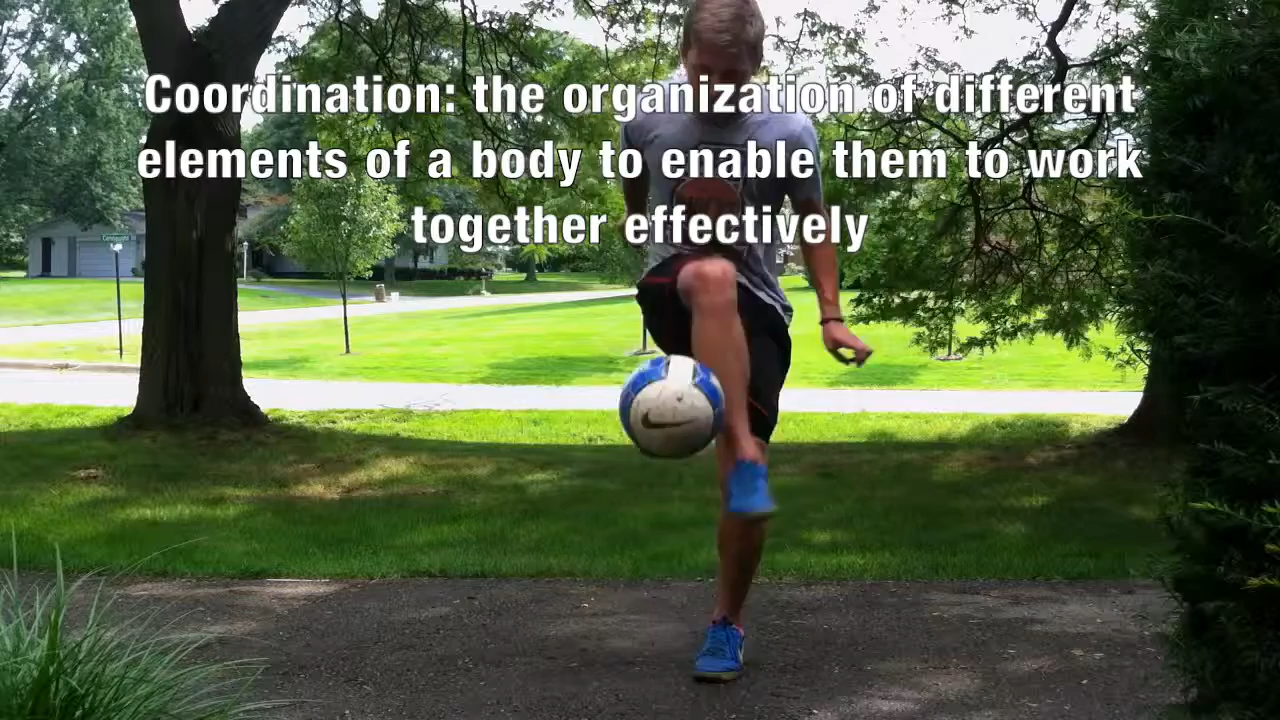 Coordination: the organization of different
elements of a body to enable them to work
together effectively